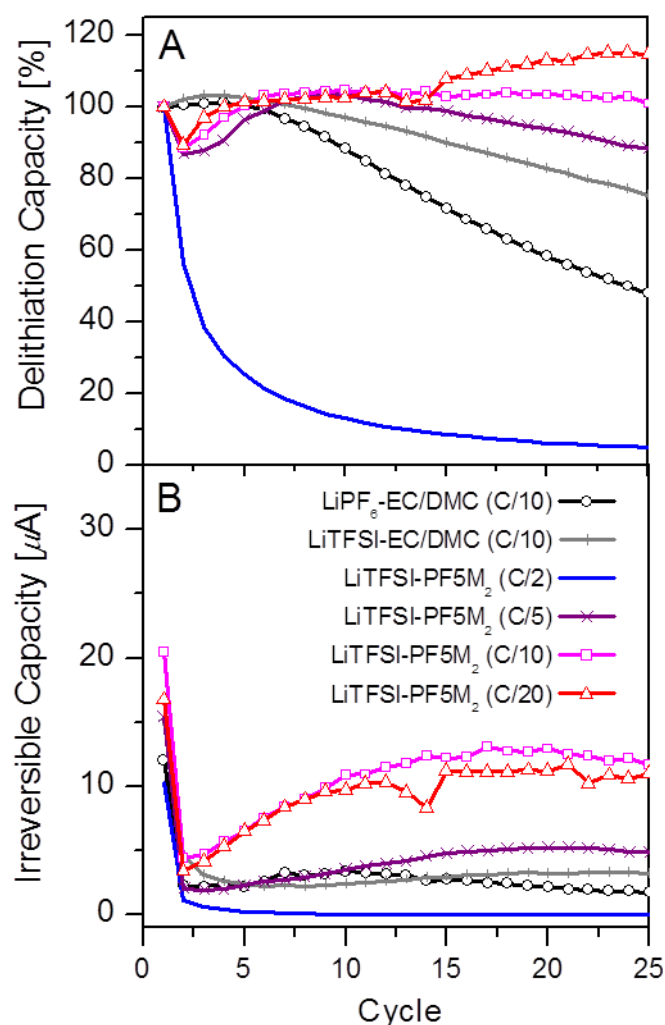 A
120
100
80
60
40
20
0
Delithiation Capacity [%]
B
30
20
10
0
Irreversible Capacity [μA]
LiPF₆-EC/DMC (C/10)
LiTFSI-EC/DMC (C/10)
LiTFSI-PF5M₂ (C/2)
LiTFSI-PF5M₂ (C/5)
LiTFSI-PF5M₂ (C/10)
LiTFSI-PF5M₂ (C/20)
0 5 10 15 20 25
Cycle